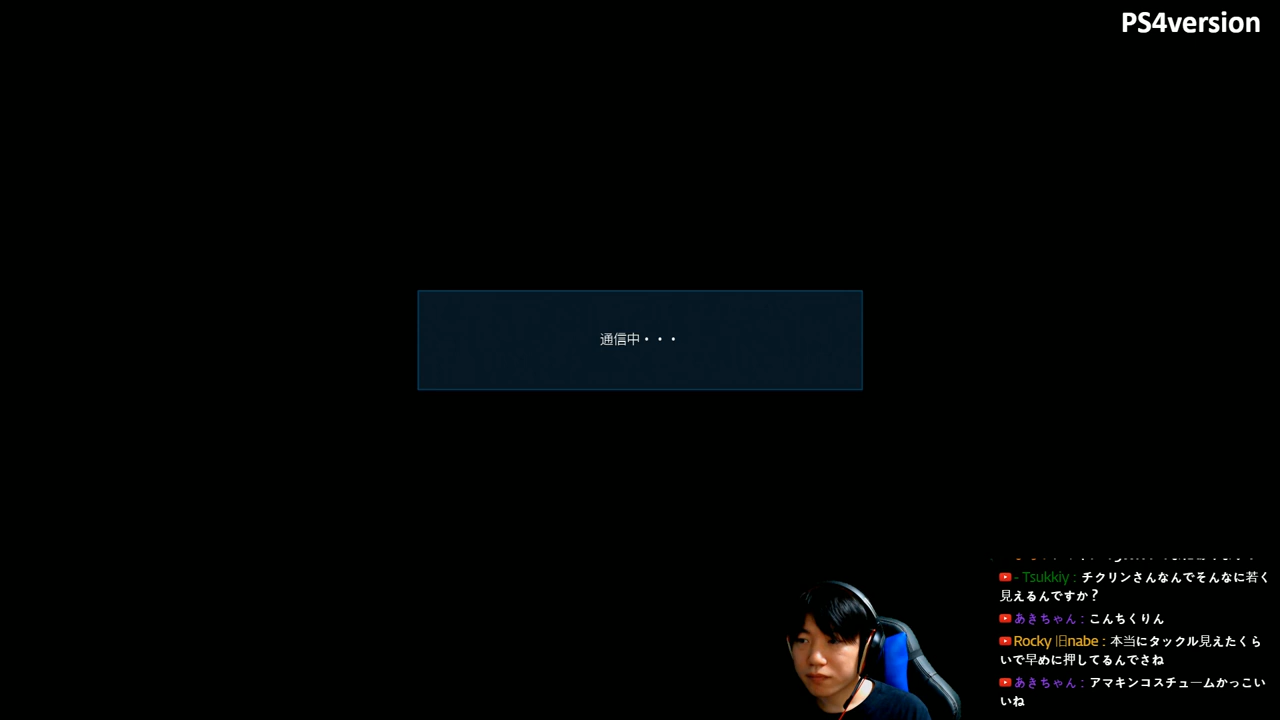 PS4version
通信中・・・
- Tsukkiy : チクリンさんなんでそんなに若く
見えるんですか？
あきちゃん : こんちくりん
Rocky 旧nabe : 本当にタックル見えたくら
いで早めに押してるんでさね
あきちゃん : アマキンコスチュームかっこい
いね